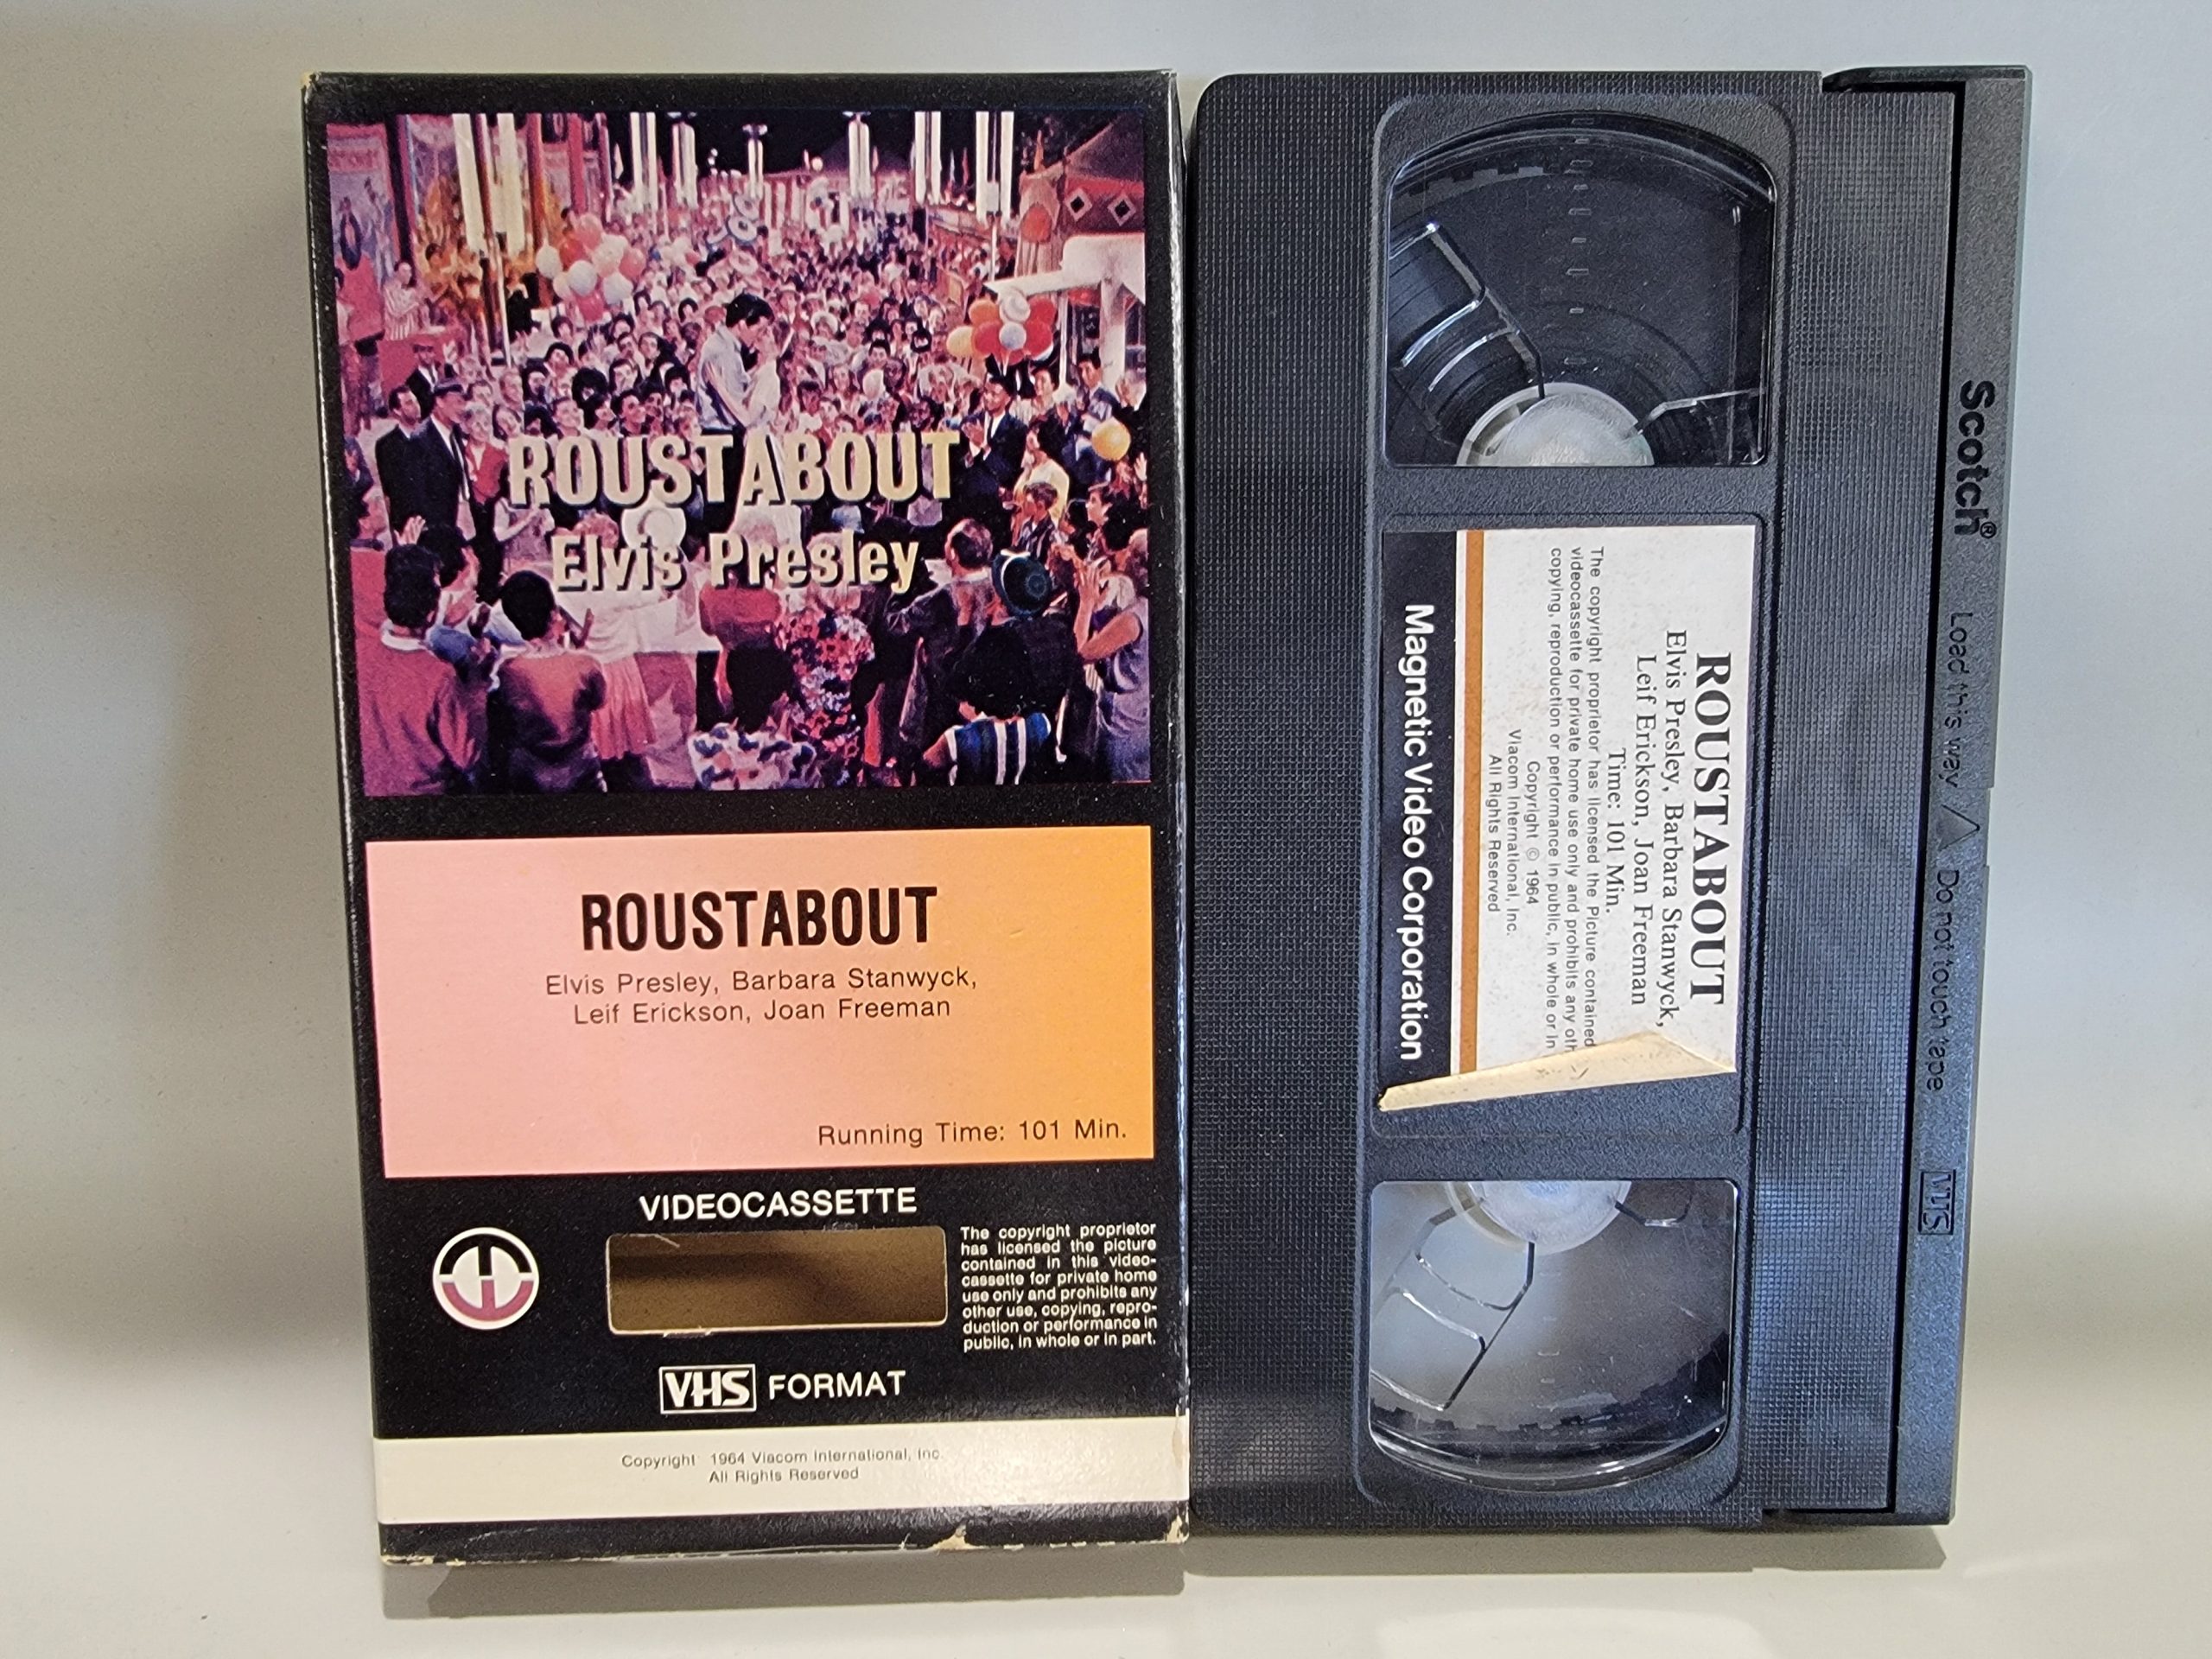 ROUSTABOUT
Elvis Presley
ROUSTABOUT
Elvis Presley, Barbara Stanwyck,
Leif Erickson, Joan Freeman
Running Time: 101 Min.
VIDEOCASSETTE
The copyright proprietor
has licensed the picture
contained in this video-
cassette for private home
use only and prohibits any
other use, copying, repro-
duction or performance in
public, in whole or in part.
VHS FORMAT
Copyright 1964 Viacom International, Inc.
All Rights Reserved
ROUSTABOUT
Elvis Presley, Barbara Stanwyck,
Leif Erickson, Joan Freeman
Time: 101 Min.
The copyright proprietor has licensed the Picture contained
videocassette for private home use only and prohibits any oth
copying, reproduction or performance in public, in whole or in
Copyright © 1964
Viacom International, Inc.
All Rights Reserved
Magnetic Video Corporation
Scotch® Load this way △ Do not touch tape VHS